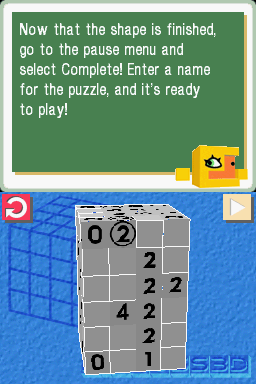 Now that the shape is finished,
go to the pause menu and
select Complete! Enter a name
for the puzzle, and it's ready
to play!
0 2
2
2 2
4 2
2
0 1
SBD